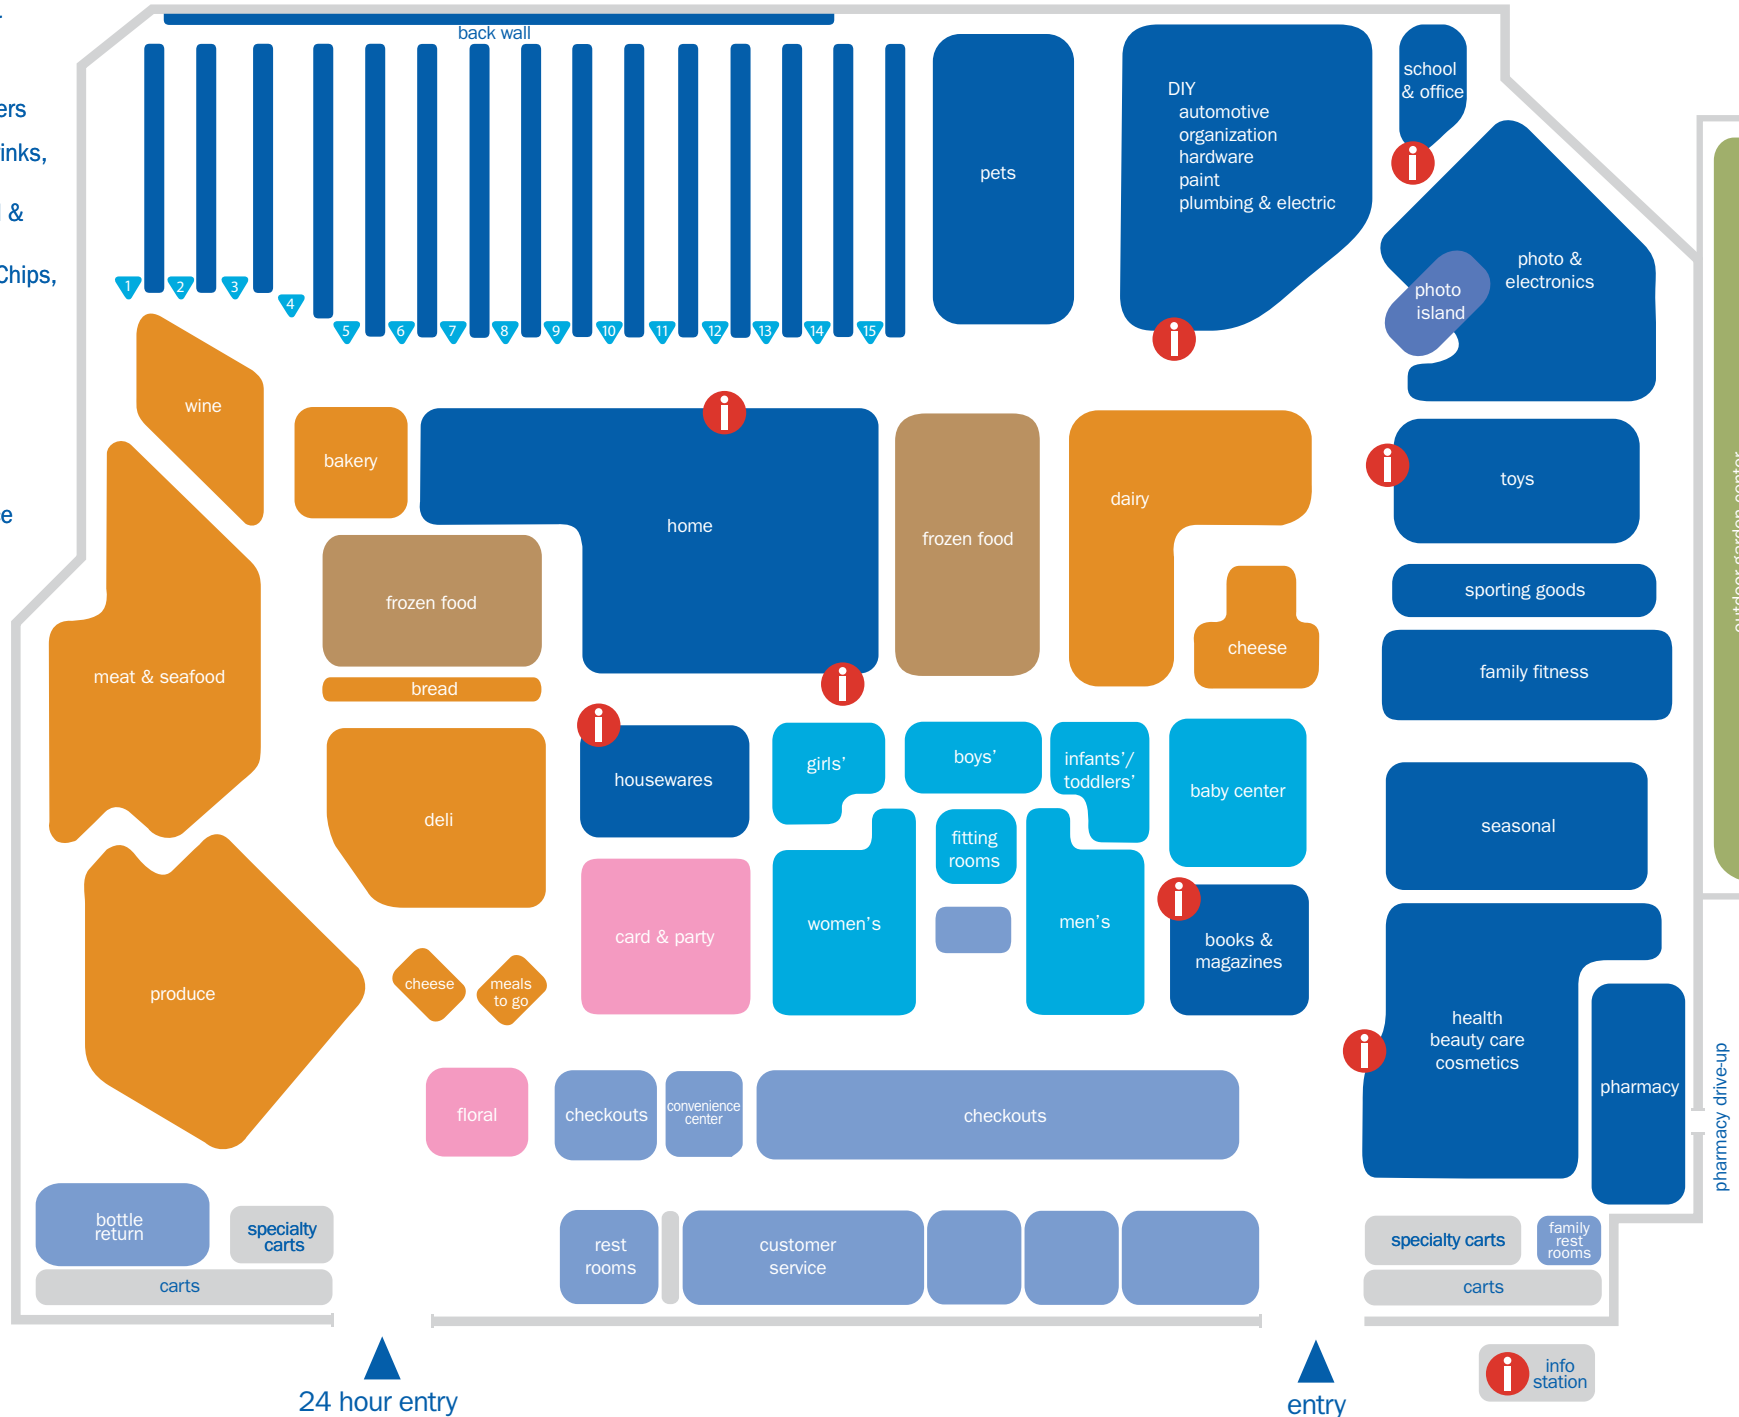 back wall
ers
inks,
&
Chips,
1
2
3
4
5
6
7
8
9
10
11
12
13
14
15
pets
DIY
automotive
organization
hardware
paint
plumbing & electric
school
& office
photo &
electronics
photo
island
wine
bakery
home
frozen food
dairy
toys
frozen food
sporting goods
cheese
meat & seafood
bread
family fitness
outdoor garden center
housewares
girls'
boys'
infants'/
toddlers'
baby center
deli
fitting
rooms
seasonal
card & party
women's
men's
books &
magazines
produce
cheese
meals
to go
health
beauty care
cosmetics
pharmacy
pharmacy drive-up
floral
checkouts
convenience
center
checkouts
bottle
return
specialty
carts
carts
rest
rooms
customer
service
specialty carts
family
rest
rooms
carts
24 hour entry
entry
info
station